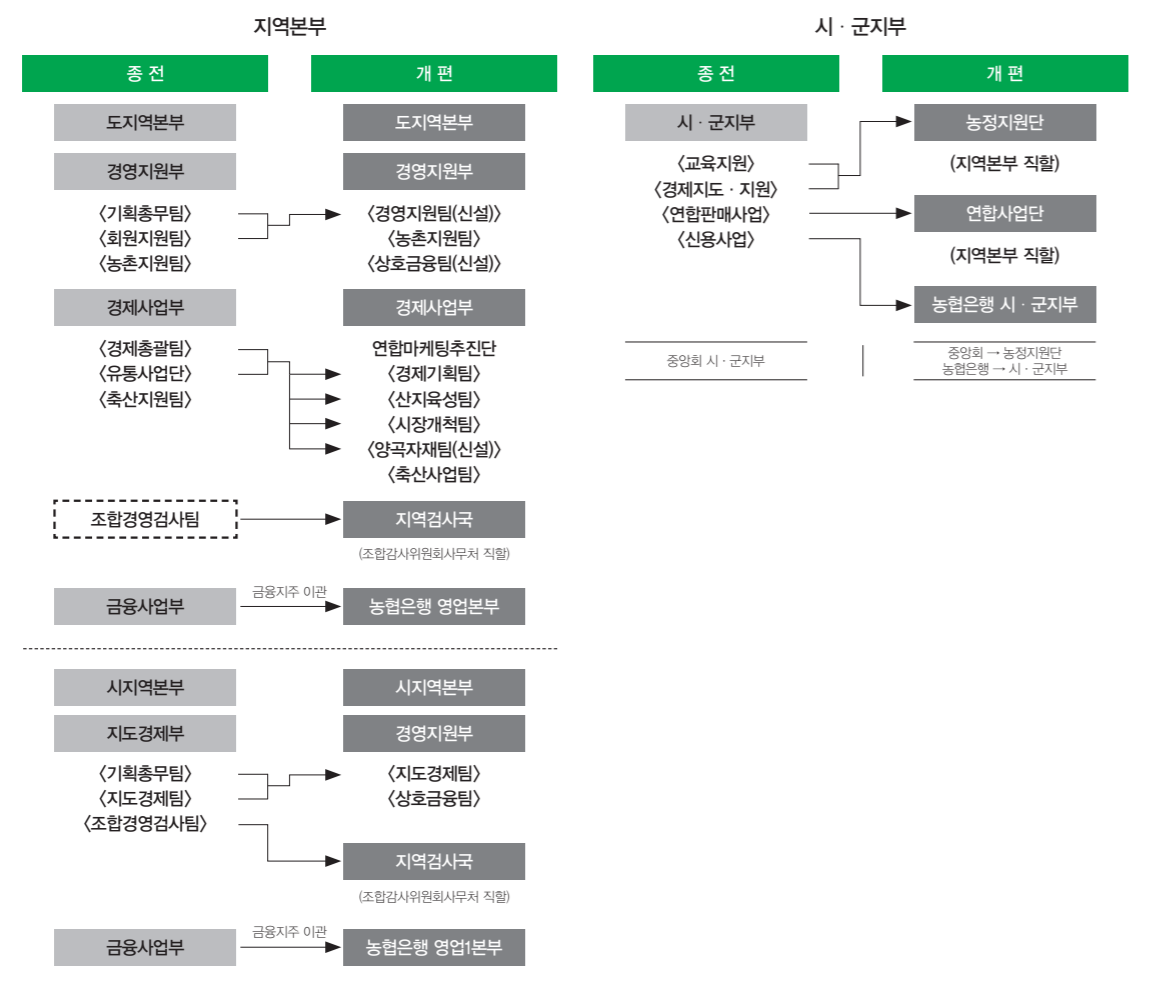 지역본부
종 전
개 편
도지역본부
도지역본부
경영지원부
경영지원부
〈기획총무팀〉
〈경영지원팀(신설)〉
〈회원지원팀〉
〈농촌지원팀〉
〈농촌지원팀〉
〈상호금융팀(신설)〉
경제사업부
경제사업부
〈경제총괄팀〉
연합마케팅추진단
〈유통사업단〉
〈경제기획팀〉
〈축산지원팀〉
〈산지육성팀〉
〈시장개척팀〉
〈양곡자재팀(신설)〉
〈축산사업팀〉
조합경영검사팀
지역검사국
(조합감사위원회사무처 직할)
금융사업부
금융지주 이관
농협은행 영업본부
시지역본부
시지역본부
지도경제부
경영지원부
〈기획총무팀〉
〈지도경제팀〉
〈지도경제팀〉
〈상호금융팀〉
〈조합경영검사팀〉
지역검사국
(조합감사위원회사무처 직할)
금융사업부
금융지주 이관
농협은행 영업1본부
시 · 군지부
종 전
개 편
시 · 군지부
농정지원단
〈교육지원〉
(지역본부 직할)
〈경제지도 · 지원〉
〈연합판매사업〉
연합사업단
〈신용사업〉
(지역본부 직할)
농협은행 시 · 군지부
중앙회 시 · 군지부
중앙회 → 농정지원단
농협은행 → 시 · 군지부